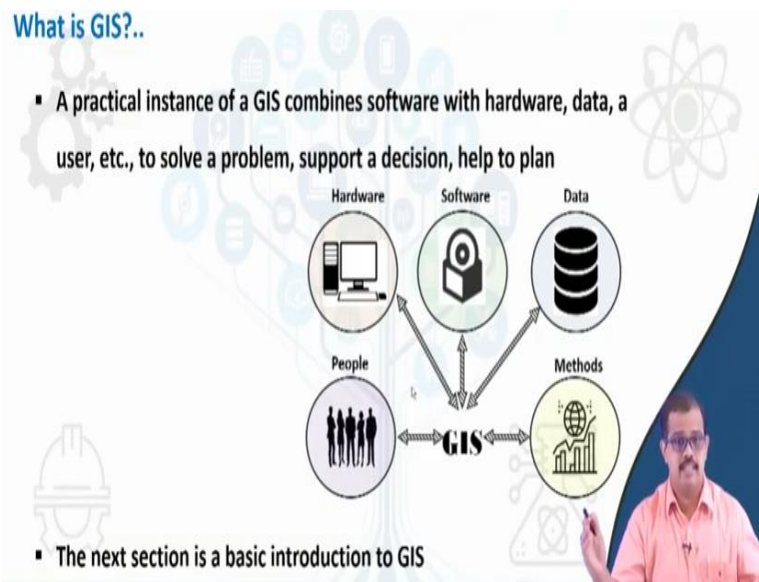 What is GIS?..
▪ A practical instance of a GIS combines software with hardware, data, a
user, etc., to solve a problem, support a decision, help to plan
Hardware Software Data
People Methods
GIS
▪ The next section is a basic introduction to GIS